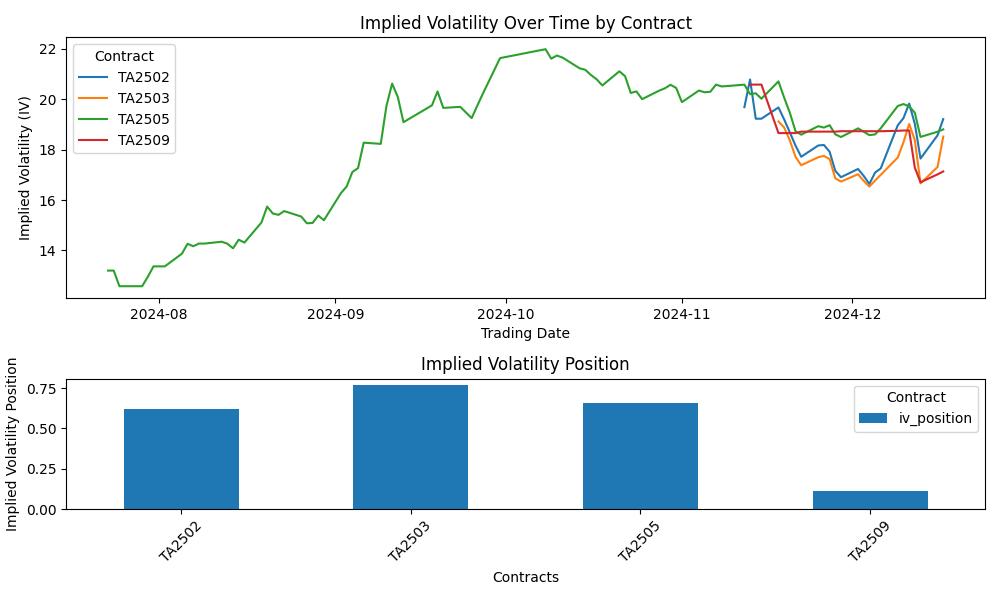 Implied Volatility Over Time by Contract
Implied Volatility (IV)
22
20
18
16
14
Contract
TA2502
TA2503
TA2505
TA2509
2024-08
2024-09
2024-10
2024-11
2024-12
Trading Date
Implied Volatility Position
Implied Volatility Position
0.75
0.50
0.25
0.00
Contract
iv_position
TA2502
TA2503
TA2505
TA2509
Contracts